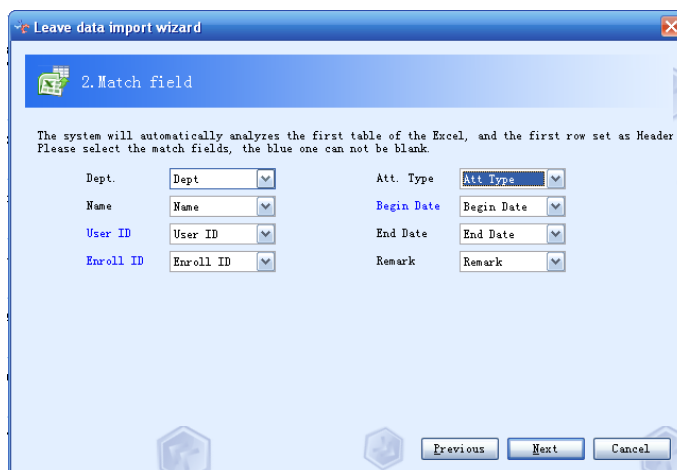 Leave data import wizard
2.Match field
The system will automatically analyzes the first table of the Excel, and the first row set as Header
Please select the match fields, the blue one can not be blank.
Dept. Dept Att. Type Att Type
Name Name Begin Date Begin Date
User ID User ID End Date End Date
Enroll ID Enroll ID Remark Remark
Previous Next Cancel